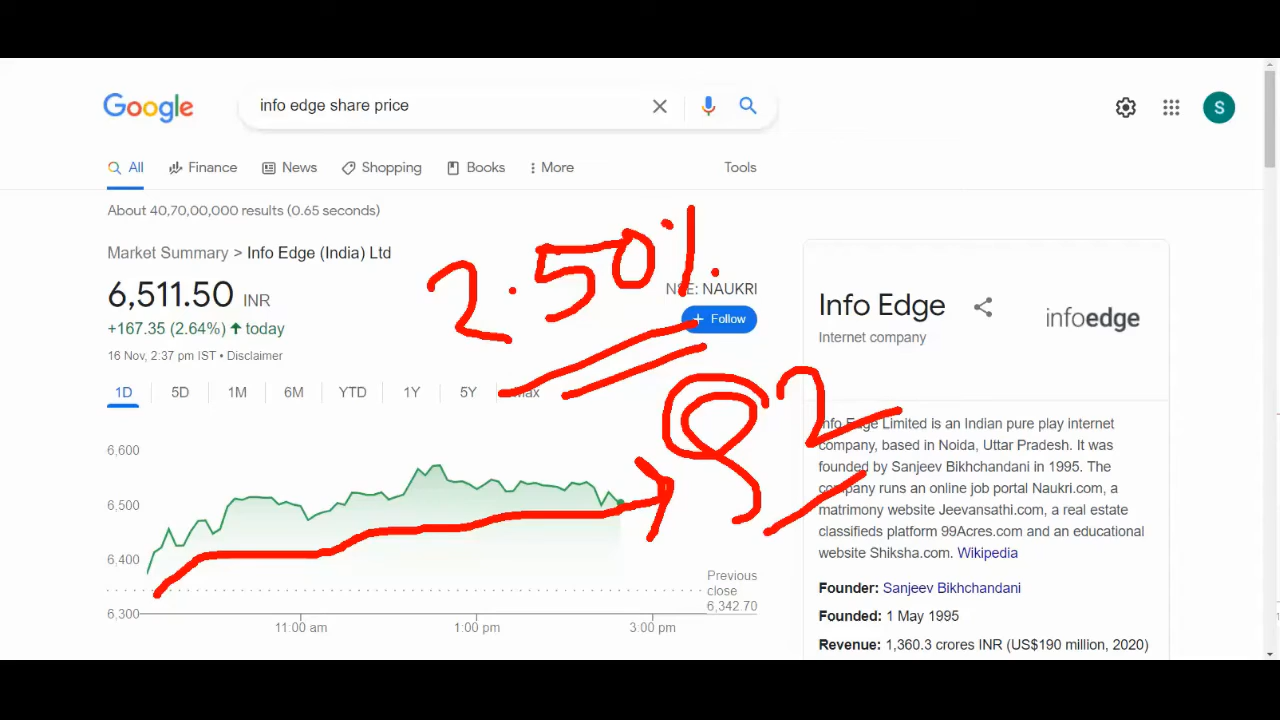 Google
info edge share price
All
Finance
News
Shopping
Books
More
Tools
About 40,70,00,000 results (0.65 seconds)
Market Summary > Info Edge (India) Ltd
6,511.50 INR
+167.35 (2.64%) today
16 Nov, 2:37 pm IST • Disclaimer
2.50%
NSE: NAUKRI
+ Follow
1D
5D
1M
6M
YTD
1Y
5Y
Max
Q2
6,600
6,500
6,400
6,300
Previous
close
6,342.70
11:00 am
1:00 pm
3:00 pm
S
Info Edge
infoedge
Internet company
Info Edge Limited is an Indian pure play internet
company, based in Noida, Uttar Pradesh. It was
founded by Sanjeev Bikhchandani in 1995. The
company runs an online job portal Naukri.com, a
matrimony website Jeevansathi.com, a real estate
classifieds platform 99Acres.com and an educational
website Shiksha.com. Wikipedia
Founder: Sanjeev Bikhchandani
Founded: 1 May 1995
Revenue: 1,360.3 crores INR (US$190 million, 2020)